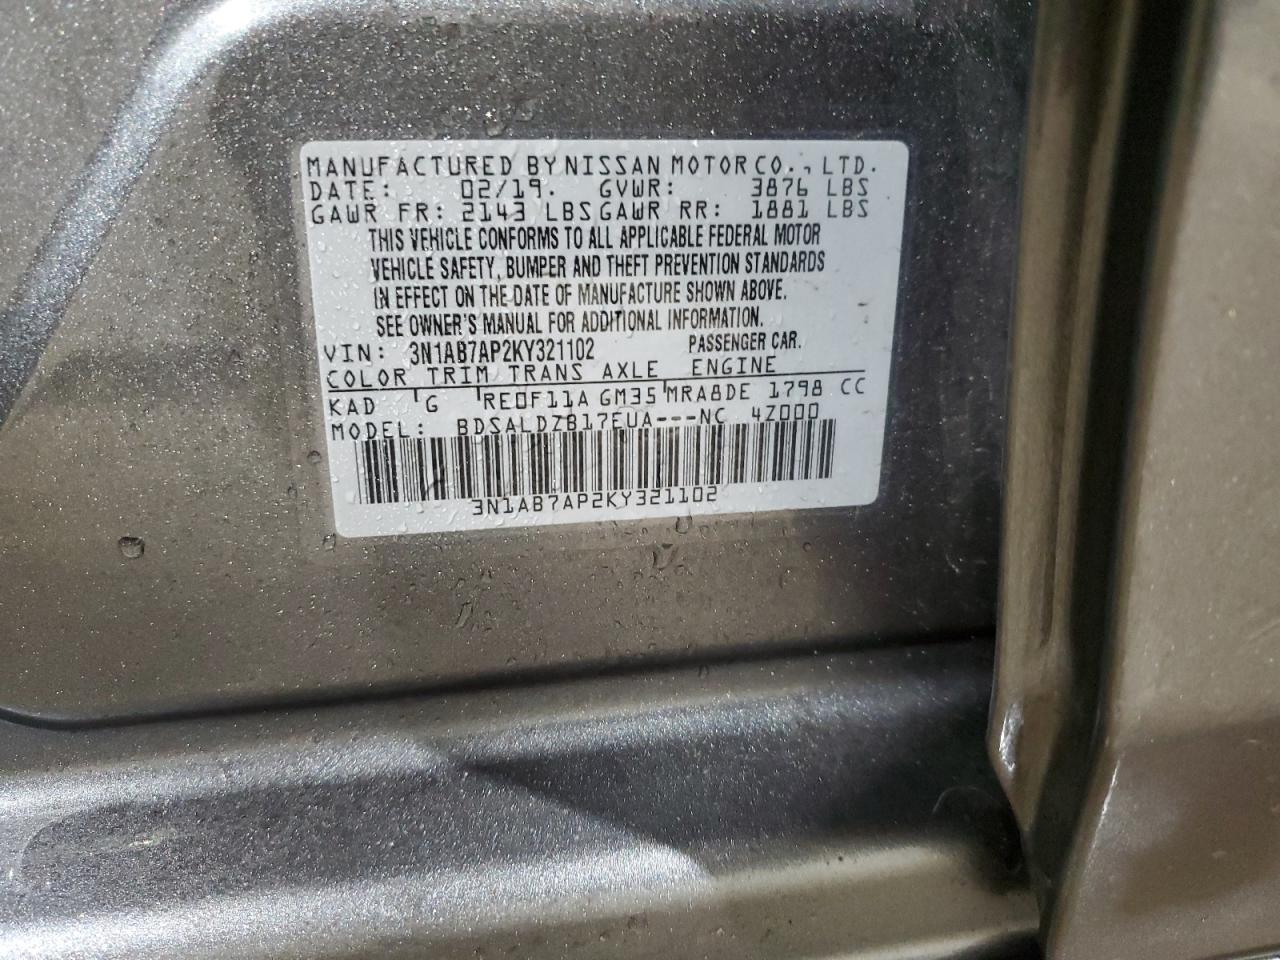 MANUFACTURED BY NISSAN MOTOR CO., LTD.
DATE: 02/19. GVWR: 3876 LBS
GAWR FR: 2143 LBS GAWR RR: 1881 LBS
THIS VEHICLE CONFORMS TO ALL APPLICABLE FEDERAL MOTOR
VEHICLE SAFETY, BUMPER AND THEFT PREVENTION STANDARDS
IN EFFECT ON THE DATE OF MANUFACTURE SHOWN ABOVE.
SEE OWNER'S MANUAL FOR ADDITIONAL INFORMATION.
VIN: 3N1AB7AP2KY321102 PASSENGER CAR.
COLOR TRIM TRANS AXLE ENGINE
KAD G RE0F11A GM35 MRA8DE 1798 CC
MODEL: BDSALDZB17EUA---NC 4Z000
3N1AB7AP2KY321102